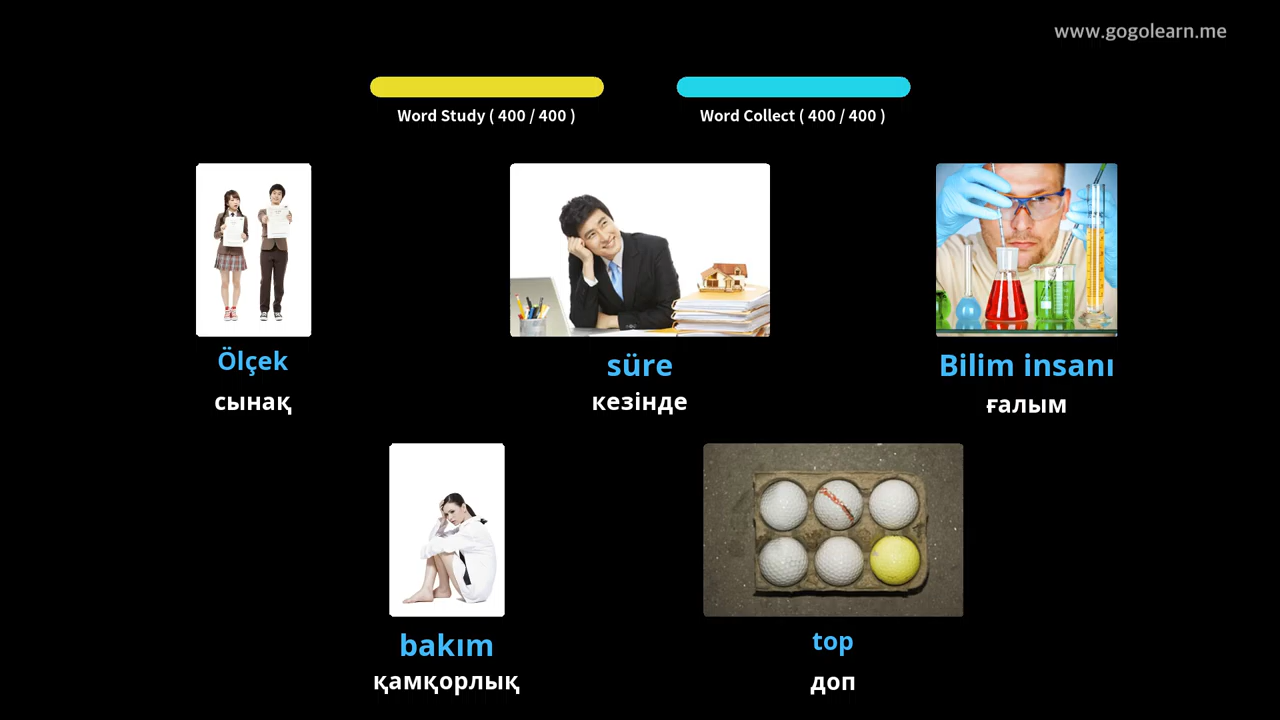 www.gogolearn.me
Word Study ( 400 / 400 )
Word Collect ( 400 / 400 )
Ölçek
сынақ
süre
кезінде
Bilim insanı
ғалым
bakım
қамқорлық
top
доп